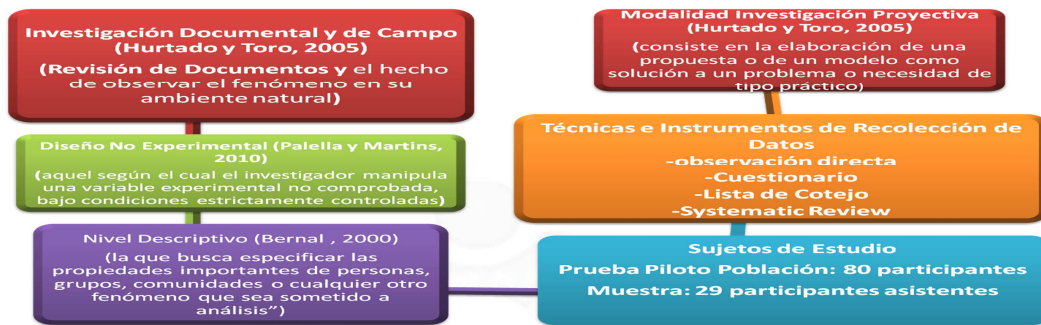 Investigación Documental y de Campo
(Hurtado y Toro, 2005)
(Revisión de Documentos y el hecho
de observar el fenómeno en su
ambiente natural)
Diseño No Experimental (Palella y Martins,
2010)
(aquel según el cual el investigador manipula
una variable experimental no comprobada,
bajo condiciones estrictamente controladas)
Nivel Descriptivo (Bernal , 2000)
(la que busca especificar las
propiedades importantes de personas,
grupos, comunidades o cualquier otro
fenómeno que sea sometido a
análisis”)
Modalidad Investigación Proyectiva
(Hurtado y Toro, 2005)
(consiste en la elaboración de una
propuesta o de un modelo como
solución a un problema o necesidad de
tipo práctico)
Técnicas e Instrumentos de Recolección de
Datos
-observación directa
-Cuestionario
-Lista de Cotejo
-Systematic Review
Sujetos de Estudio
Prueba Piloto Población: 80 participantes
Muestra: 29 participantes asistentes